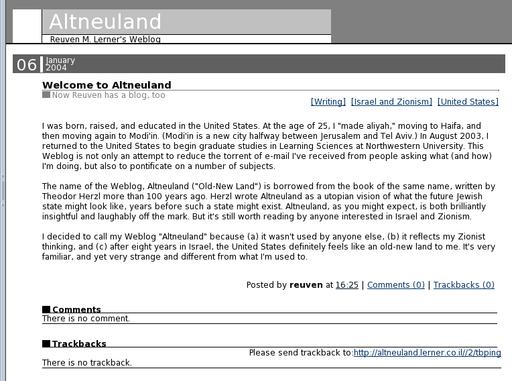 Altneuland
Reuven M. Lerner's Weblog
06 January
2004
Welcome to Altneuland
Now Reuven has a blog, too
[Writing] [Israel and Zionism] [United States]
I was born, raised, and educated in the United States. At the age of 25, I "made aliyah," moving to Haifa, and
then moving again to Modi'in. (Modi'in is a new city halfway between Jerusalem and Tel Aviv.) In August 2003, I
returned to the United States to begin graduate studies in Learning Sciences at Northwestern University. This
Weblog is not only an attempt to reduce the torrent of e-mail I've received from people asking what (and how)
I'm doing, but also to pontificate on a number of subjects.
The name of the Weblog, Altneuland ("Old-New Land") is borrowed from the book of the same name, written by
Theodor Herzl more than 100 years ago. Herzl wrote Altneuland as a utopian vision of what the future Jewish
state might look like, years before such a state might exist. Altneuland, as you might expect, is both brilliantly
insightful and laughably off the mark. But it's still worth reading by anyone interested in Israel and Zionism.
I decided to call my Weblog "Altneuland" because (a) it wasn't used by anyone else, (b) it reflects my Zionist
thinking, and (c) after eight years in Israel, the United States definitely feels like an old-new land to me. It's very
familiar, and yet very strange and different from what I'm used to.
Posted by reuven at 16:25 | Comments (0) | Trackbacks (0)
Comments
There is no comment.
Trackbacks
Please send trackback to:http://altneuland.lerner.co.il//2/tbping
There is no trackback.